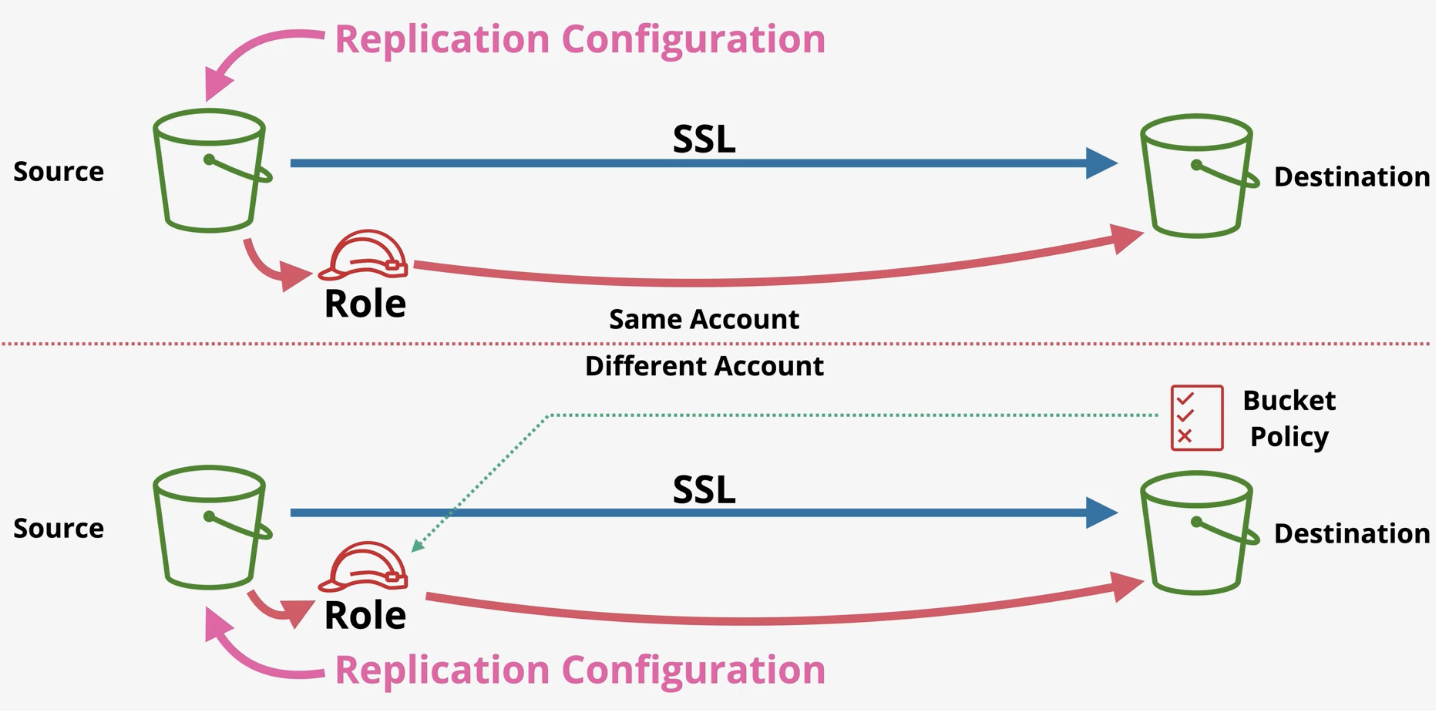 Replication Configuration
SSL
Source
Destination
Role
Same Account
Different Account
Bucket
Policy
SSL
Source
Destination
Role
Replication Configuration